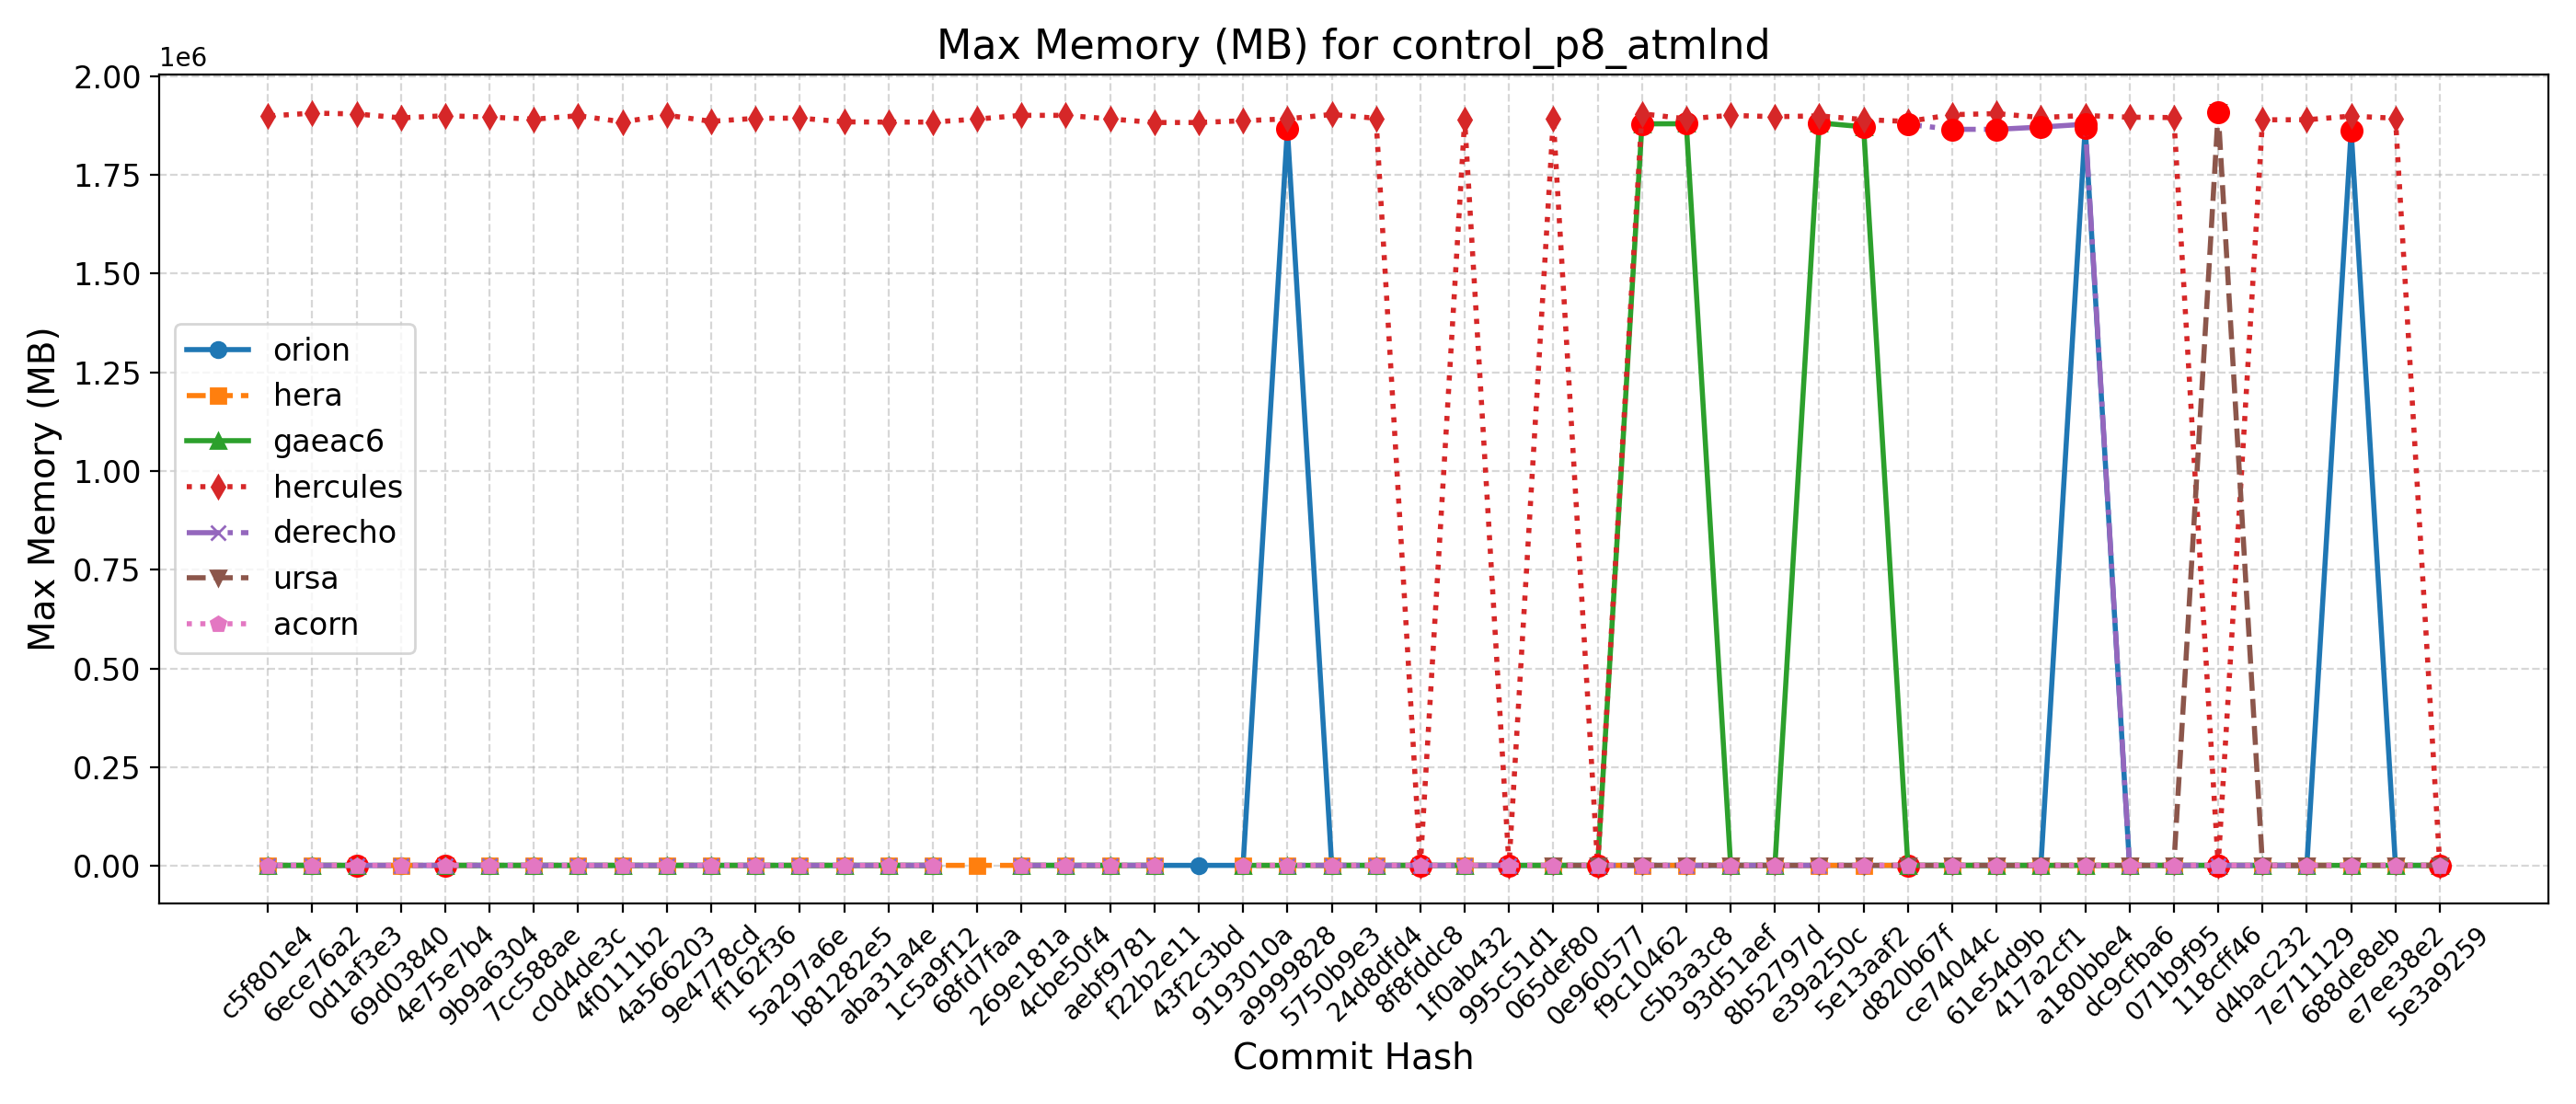 Max Memory (MB) for control_p8_atmlnd
1e6
2.00
1.75
1.50
1.25
1.00
0.75
0.50
0.25
0.00
Max Memory (MB)
orion
hera
gaeac6
hercules
derecho
ursa
acorn
c5f801e4
6ece76a2
0d1af3e3
69d03840
4e75e7b4
9b9a6304
7cc588ae
c0d4de3c
4f0111b2
4a566203
9e4778cd
ff162f36
5a297a6e
b81282e5
aba31a4e
1c5a9f12
68fd7faa
269e181a
4cbe50f4
aebf9781
f22b2e11
43f2c3bd
9193010a
a9999828
5750b9e3
24d8dfd4
8f8fddc8
1f0ab432
995c51d1
065def80
0e960577
f9c10462
c5b3a3c8
93d51aef
8b52797d
e39a250c
5e13aaf2
d820b67f
ce74044c
61e54d9b
417a2cf1
a180bbe4
dc9cfba6
071b9f95
118cff46
d4bac232
7e711129
688de8eb
e7ee38e2
5e3a9259
Commit Hash